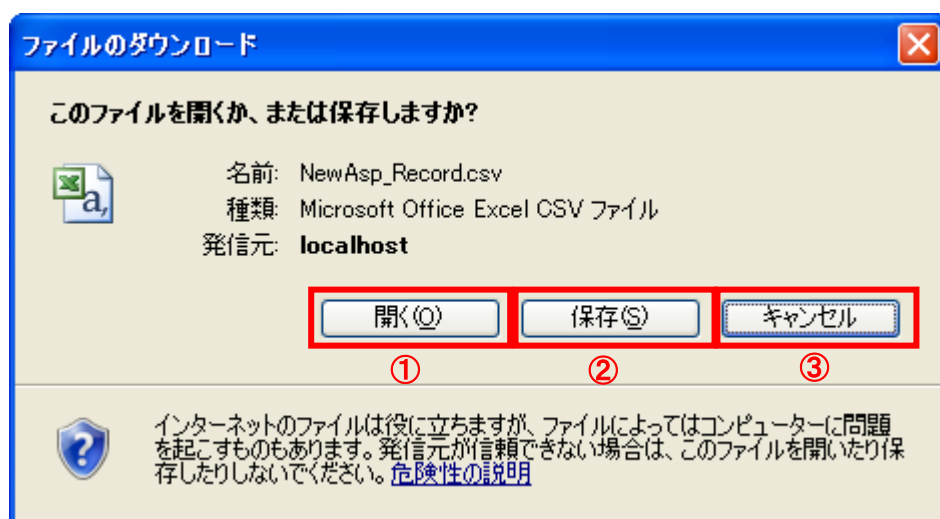 ファイルのダウンロード
このファイルを開くか、または保存しますか?
名前: NewAsp_Record.csv
種類: Microsoft Office Excel CSV ファイル
発信元: localhost
開く(O) 保存(S) キャンセル
① ② ③
インターネットのファイルは役に立ちますが、ファイルによってはコンピューターに問題
を起こすものもあります。発信元が信頼できない場合は、このファイルを開いたり保
存したりしないでください。危険性の説明